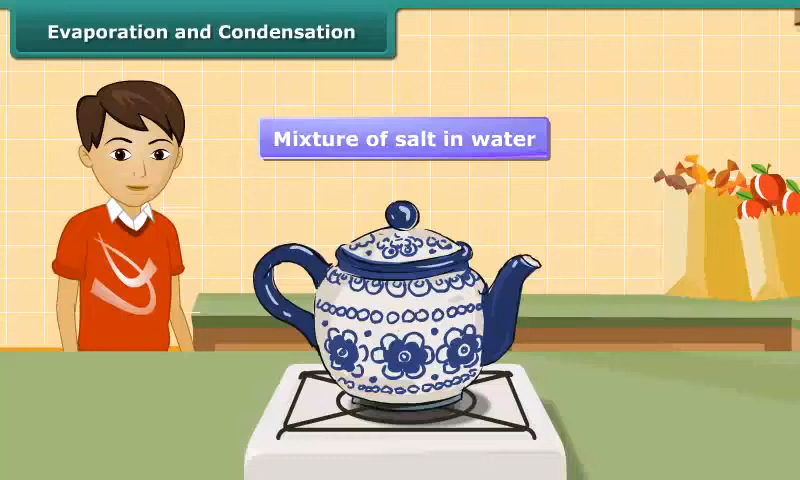 Evaporation and Condensation
Mixture of salt in water